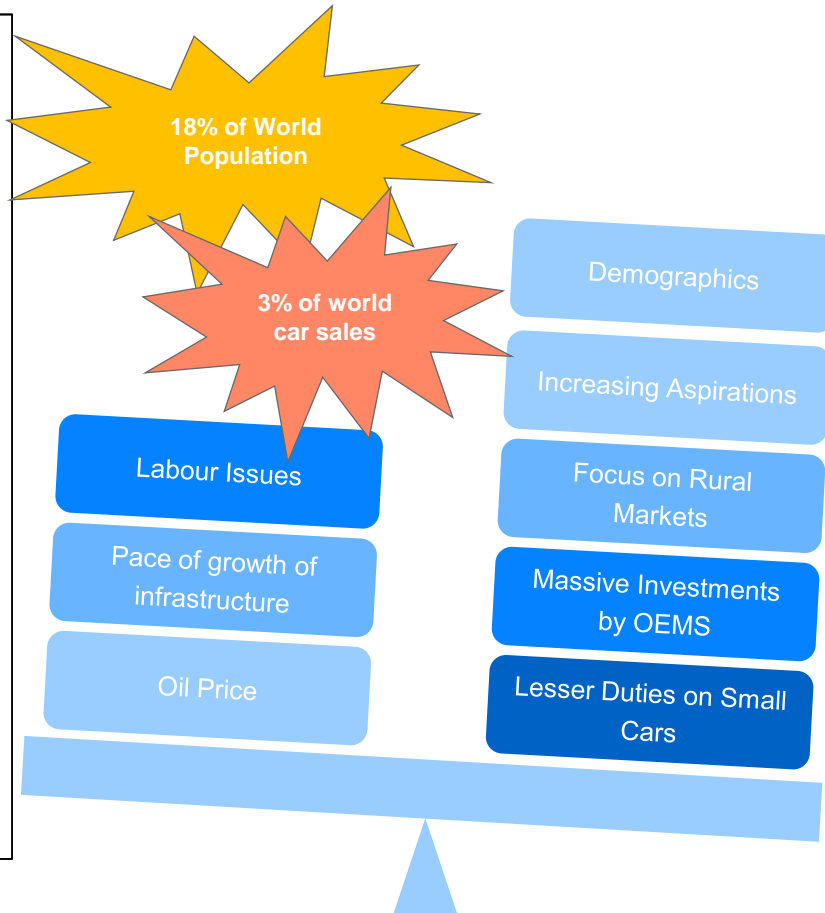 18% of World
Population
3% of world
car sales
Labour Issues
Pace of growth of
infrastructure
Oil Price
Demographics
Increasing Aspirations
Focus on Rural
Markets
Massive Investments
by OEMS
Lesser Duties on Small
Cars